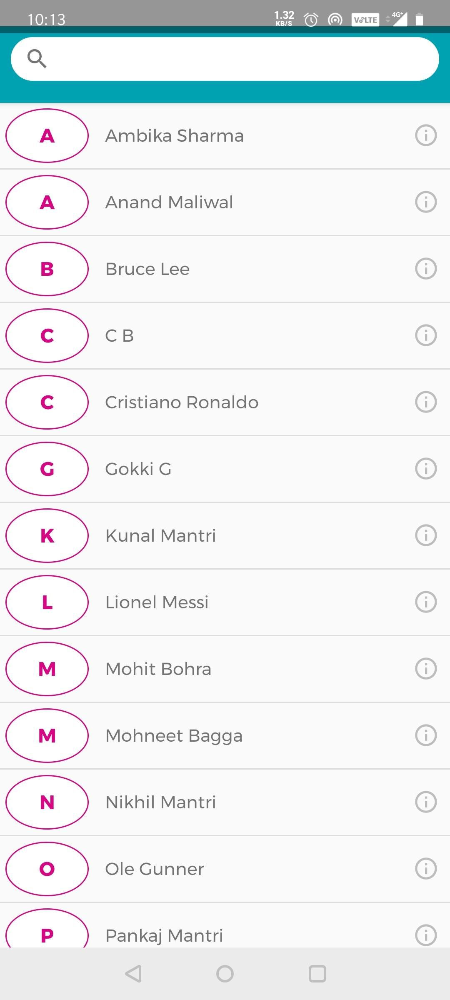 10:13 1.32 KB/S VoLTE 4G+
A Ambika Sharma
A Anand Maliwal
B Bruce Lee
C C B
C Cristiano Ronaldo
G Gokki G
K Kunal Mantri
L Lionel Messi
M Mohit Bohra
M Mohneet Bagga
N Nikhil Mantri
O Ole Gunner
P Pankaj Mantri